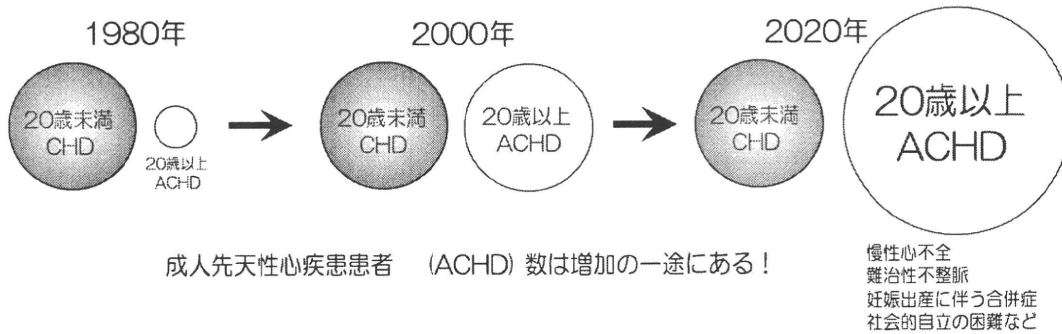 1980年
20歳未満
CHD
20歳以上
ACHD
2000年
20歳未満
CHD
20歳以上
ACHD
2020年
20歳未満
CHD
20歳以上
ACHD
成人先天性心疾患患者 (ACHD) 数は増加の一途にある！
慢性心不全
難治性不整脈
妊娠出産に伴う合併症
社会的自立の困難など